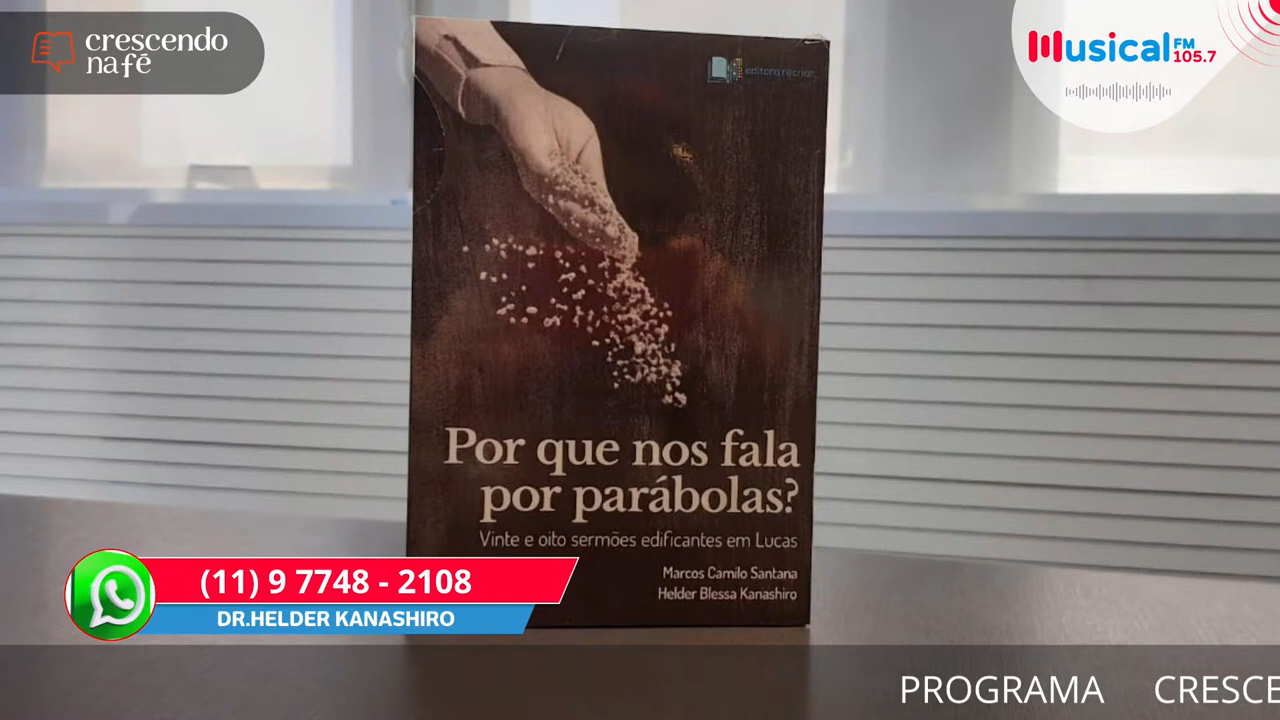 crescendo
na fé
Musical FM
105.7
editora recriar
Por que nos fala
por parábolas?
Vinte e oito sermões edificantes em Lucas
Marcos Camilo Santana
Helder Blessa Kanashiro
(11) 9 7748 - 2108
DR.HELDER KANASHIRO
PROGRAMA CRESCE